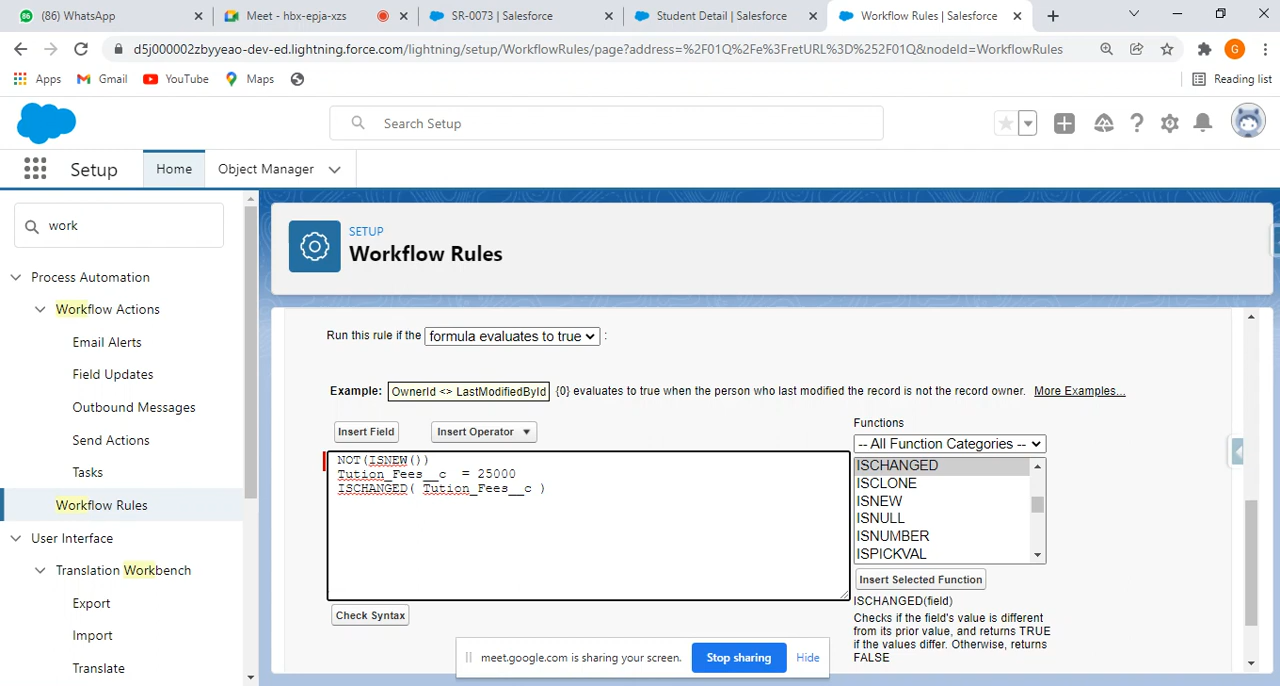 (86) WhatsApp
Meet - hbx-epja-xzs
SR-0073 | Salesforce
Student Detail | Salesforce
Workflow Rules | Salesforce
d5j000002zbyyeao-dev-ed.lightning.force.com/lightning/setup/WorkflowRules/page?address=%2F01Q%2Fe%3FretURL%3D%252F01Q&nodeId=WorkflowRules
G
Apps
Gmail
YouTube
Maps
Reading list
Search Setup
Setup
Home
Object Manager
work
Process Automation
Workflow Actions
Email Alerts
Field Updates
Outbound Messages
Send Actions
Tasks
Workflow Rules
User Interface
Translation Workbench
Export
Import
Translate
SETUP
Workflow Rules
Run this rule if the formula evaluates to true :
Example: OwnerId <> LastModifiedById {0} evaluates to true when the person who last modified the record is not the record owner. More Examples...
Insert Field
Insert Operator
NOT(ISNEW())
Tution_Fees__c = 25000
ISCHANGED( Tution_Fees__c )
Check Syntax
Functions
-- All Function Categories --
ISCHANGED
ISCLONE
ISNEW
ISNULL
ISNUMBER
ISPICKVAL
Insert Selected Function
ISCHANGED(field)
Checks if the field's value is different
from its prior value, and returns TRUE
if the values differ. Otherwise, returns
FALSE
meet.google.com is sharing your screen.
Stop sharing
Hide